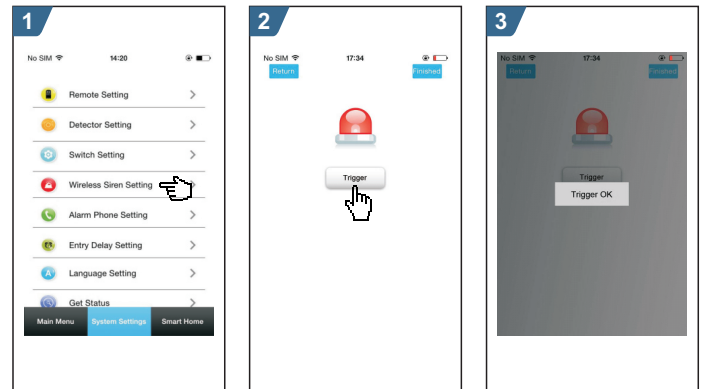 1
No SIM 14:20
Remote Setting
Detector Setting
Switch Setting
Wireless Siren Setting
Alarm Phone Setting
Entry Delay Setting
A Language Setting
Get Status
Main Menu System Settings Smart Home
2
No SIM 17:34
Return Finished
Trigger
3
No SIM 17:34
Return Finished
Trigger
Trigger OK